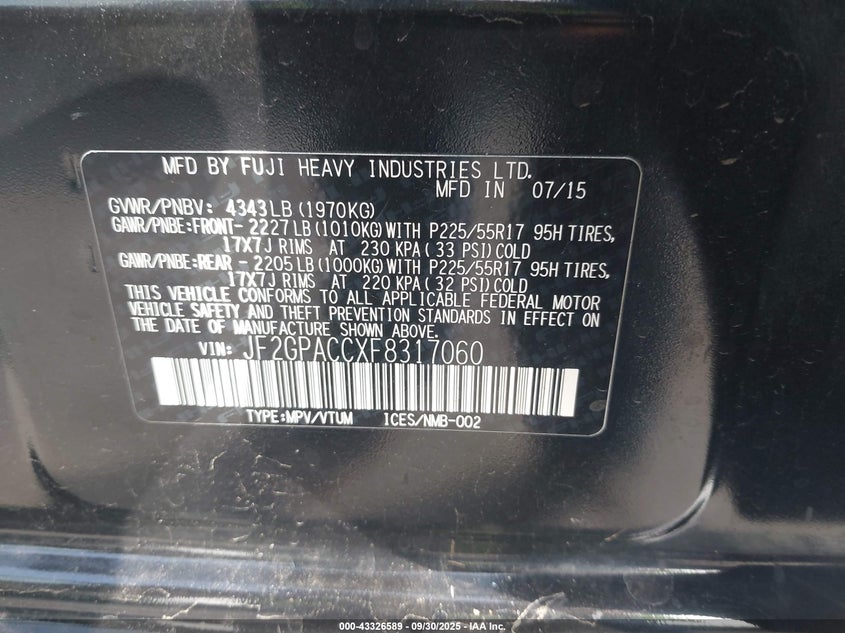 MFD BY FUJI HEAVY INDUSTRIES LTD.
MFD IN 07/15
GVWR/PNBV: 4343LB(1970KG)
GAWR/PNBE:FRONT- 2227LB(1010KG)WITH P225/55R17 95H TIRES,
17X7J RIMS AT 230 KPA( 33 PSI)COLD
GAWR/PNBE:REAR - 2205LB(1000KG)WITH P225/55R17 95H TIRES,
17X7J RIMS AT 220 KPA( 32 PSI)COLD
THIS VEHICLE CONFORMS TO ALL APPLICABLE FEDERAL MOTOR
VEHICLE SAFETY AND THEFT PREVENTION STANDARDS IN EFFECT ON
THE DATE OF MANUFACTURE SHOWN ABOVE.
VIN: JF2GPACCXF8317060
TYPE:MPV/VTUM ICES/NMB-002
000-43326589 - 09/30/2025 - IAA Inc.